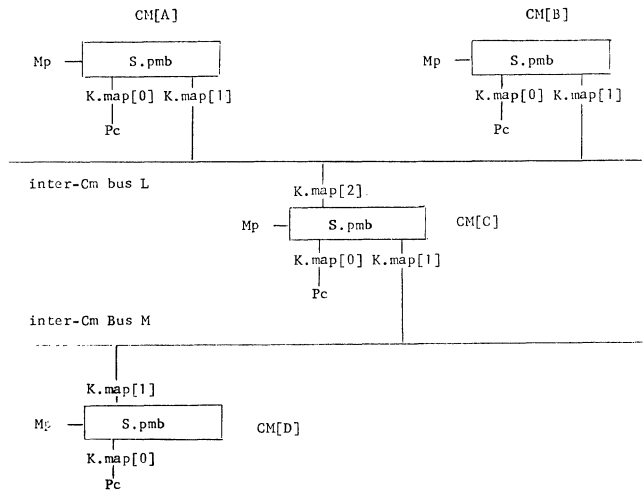 CM[A] CM[B]
Mp S.pmb Mp S.pmb
K.map[0] K.map[1] K.map[0] K.map[1]
Pc Pc
inter-Cm bus L
K.map[2]
Mp S.pmb CM[C]
K.map[0] K.map[1]
Pc
inter-Cm Bus M
K.map[1]
Mp S.pmb CM[D]
K.map[0]
Pc